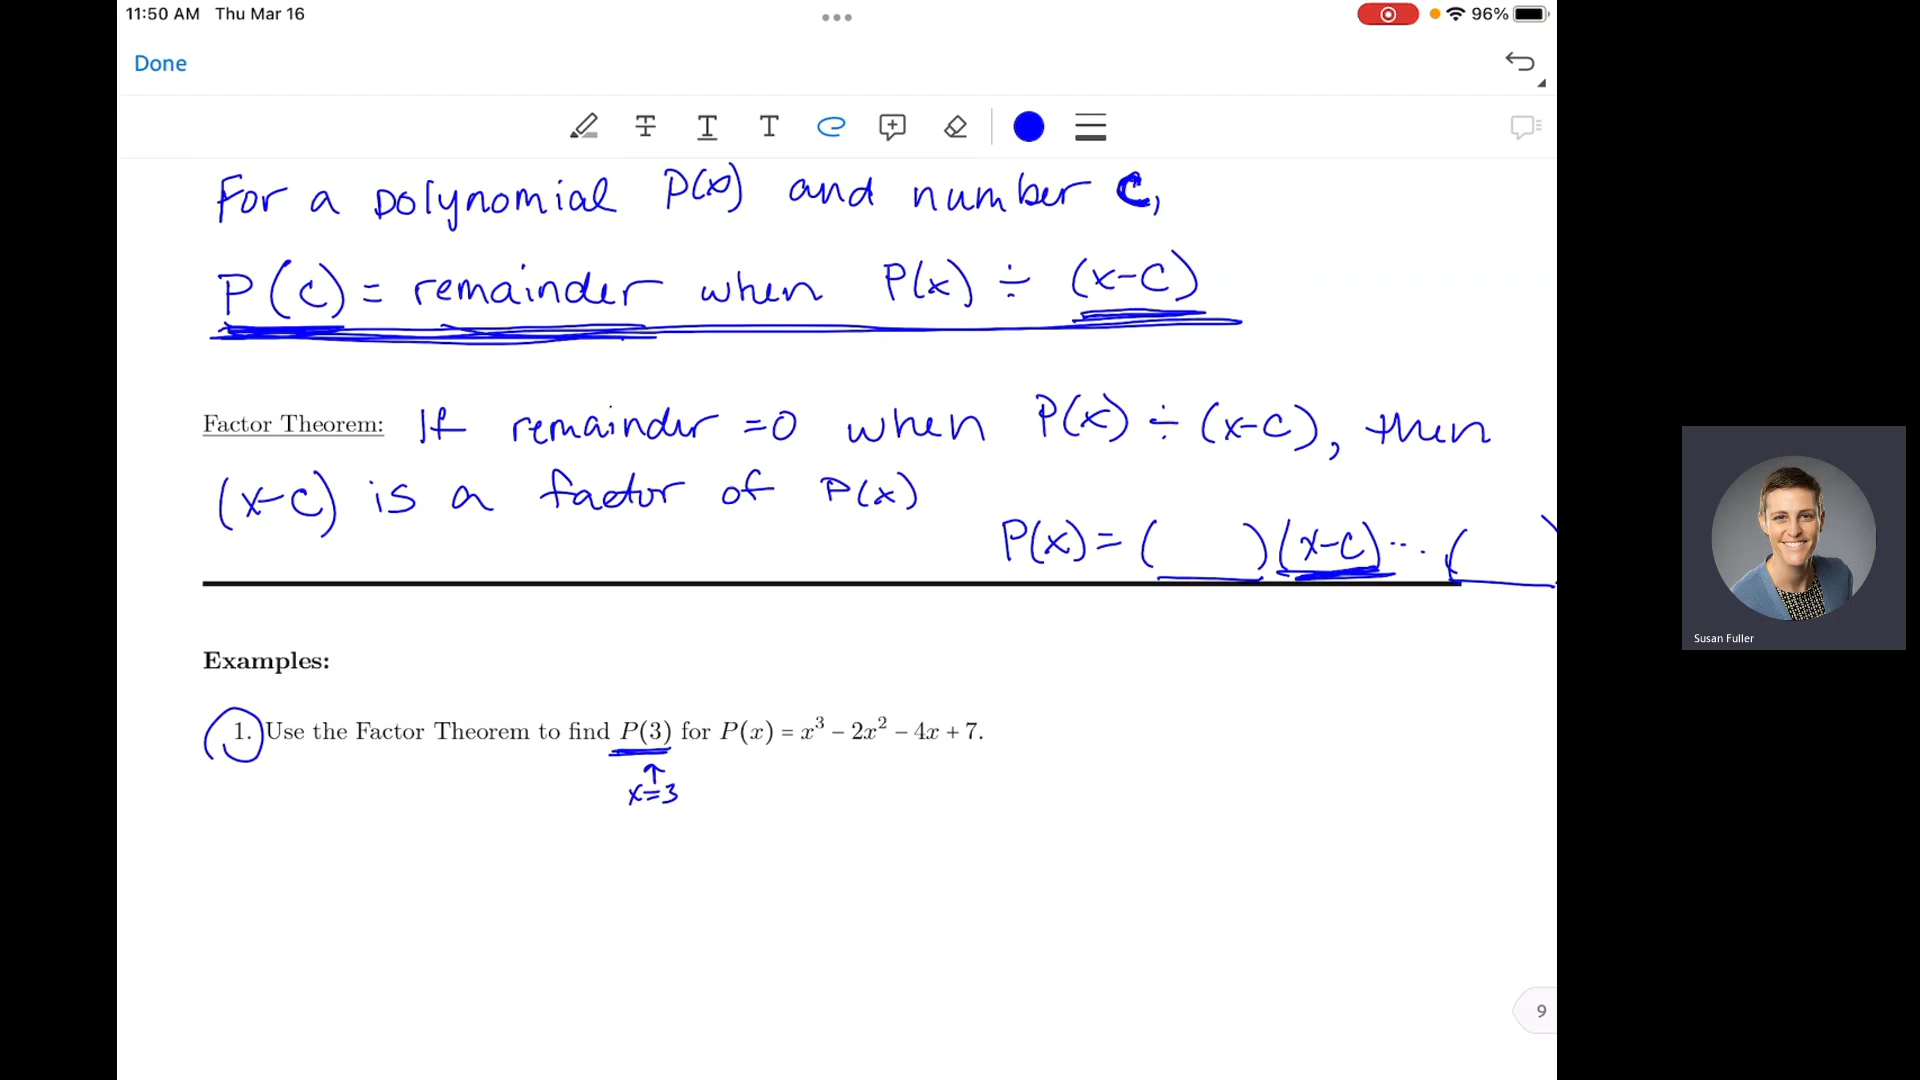 11:50 AM Thu Mar 16
96%
Done
For a polynomial P(x) and number c,
P(c) = remainder when P(x) ÷ (x-c)
Factor Theorem: If remainder =0 when P(x) ÷ (x-c), then
(x-c) is a factor of P(x)
P(x) = ( )(x-c) ... ( )
Examples:
1. Use the Factor Theorem to find P(3) for P(x) = x³ − 2x² − 4x + 7.
↑
x=3
Susan Fuller
9